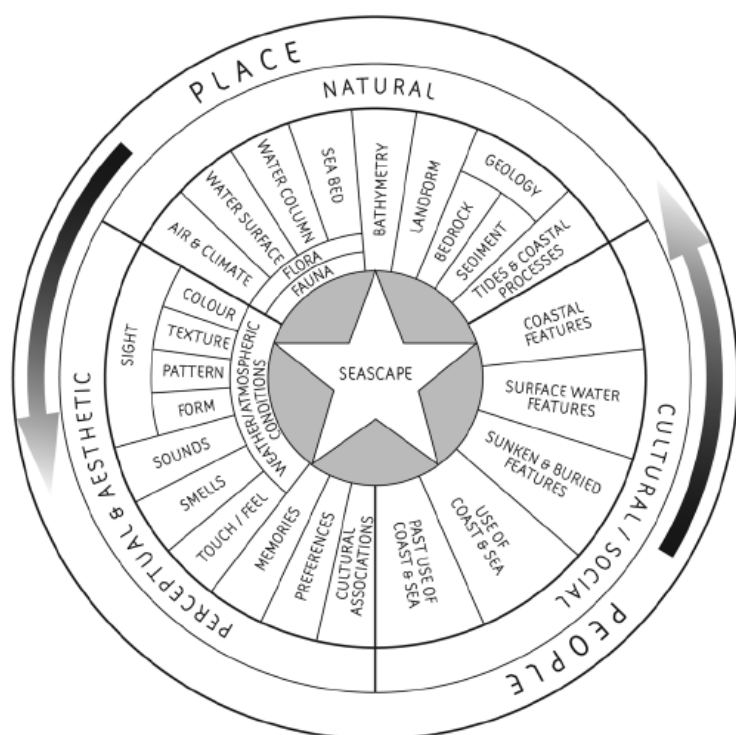 PLACE
NATURAL
AIR & CLIMATE
WATER SURFACE
WATER COLUMN
SEA BED
FLORA
FAUNA
BATHYMETRY
LANDFORM
GEOLOGY
BEDROCK
SEDIMENT
TIDES & COASTAL
PROCESSES
CULTURAL / SOCIAL
COASTAL
FEATURES
SURFACE WATER
FEATURES
SUNKEN & BURIED
FEATURES
USE OF
COAST & SEA
PAST USE OF
COAST & SEA
PEOPLE
PERCEPTUAL & AESTHETIC
CULTURAL
ASSOCIATIONS
PREFERENCES
MEMORIES
TOUCH / FEEL
SMELLS
SOUNDS
SIGHT
COLOUR
TEXTURE
PATTERN
FORM
WEATHER/ATMOSPHERIC
CONDITIONS
SEASCAPE